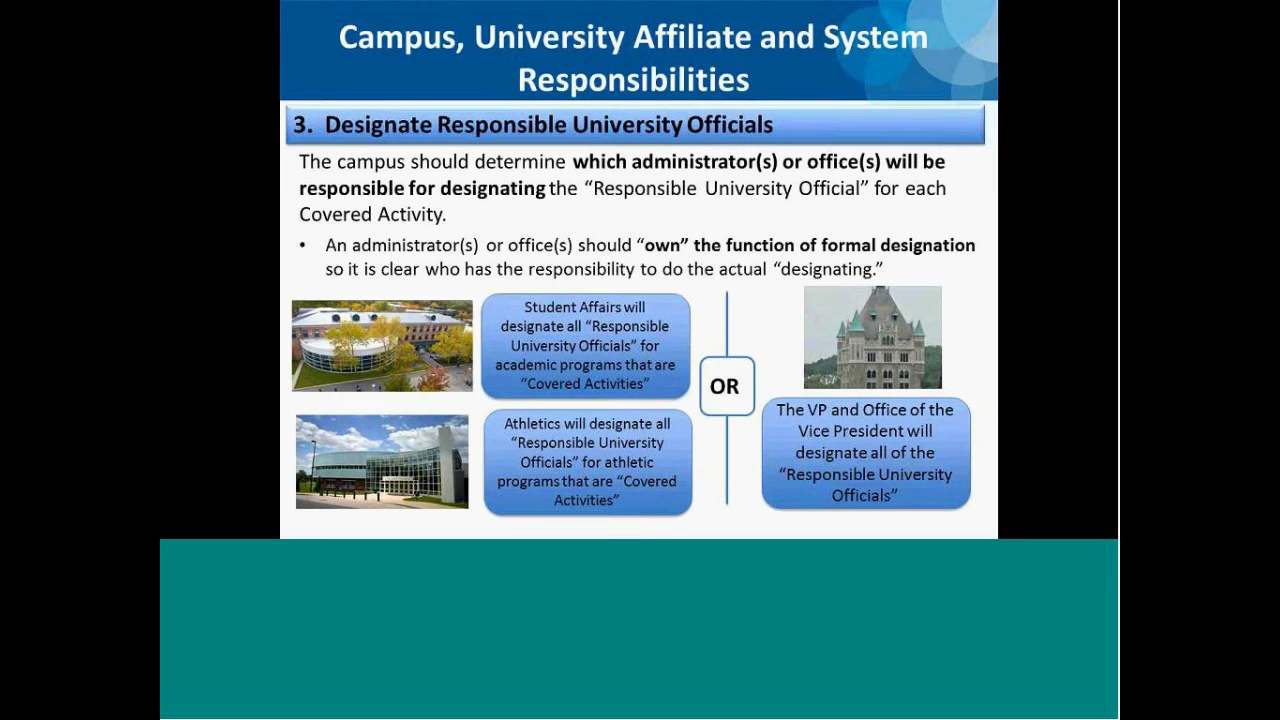 Campus, University Affiliate and System
Responsibilities
3. Designate Responsible University Officials
The campus should determine which administrator(s) or office(s) will be
responsible for designating the “Responsible University Official” for each
Covered Activity.
• An administrator(s) or office(s) should “own” the function of formal designation
so it is clear who has the responsibility to do the actual “designating.”
Student Affairs will
designate all “Responsible
University Officials” for
academic programs that are
“Covered Activities”
Athletics will designate all
“Responsible University
Officials” for athletic
programs that are “Covered
Activities”
OR
The VP and Office of the
Vice President will
designate all of the
“Responsible University
Officials”